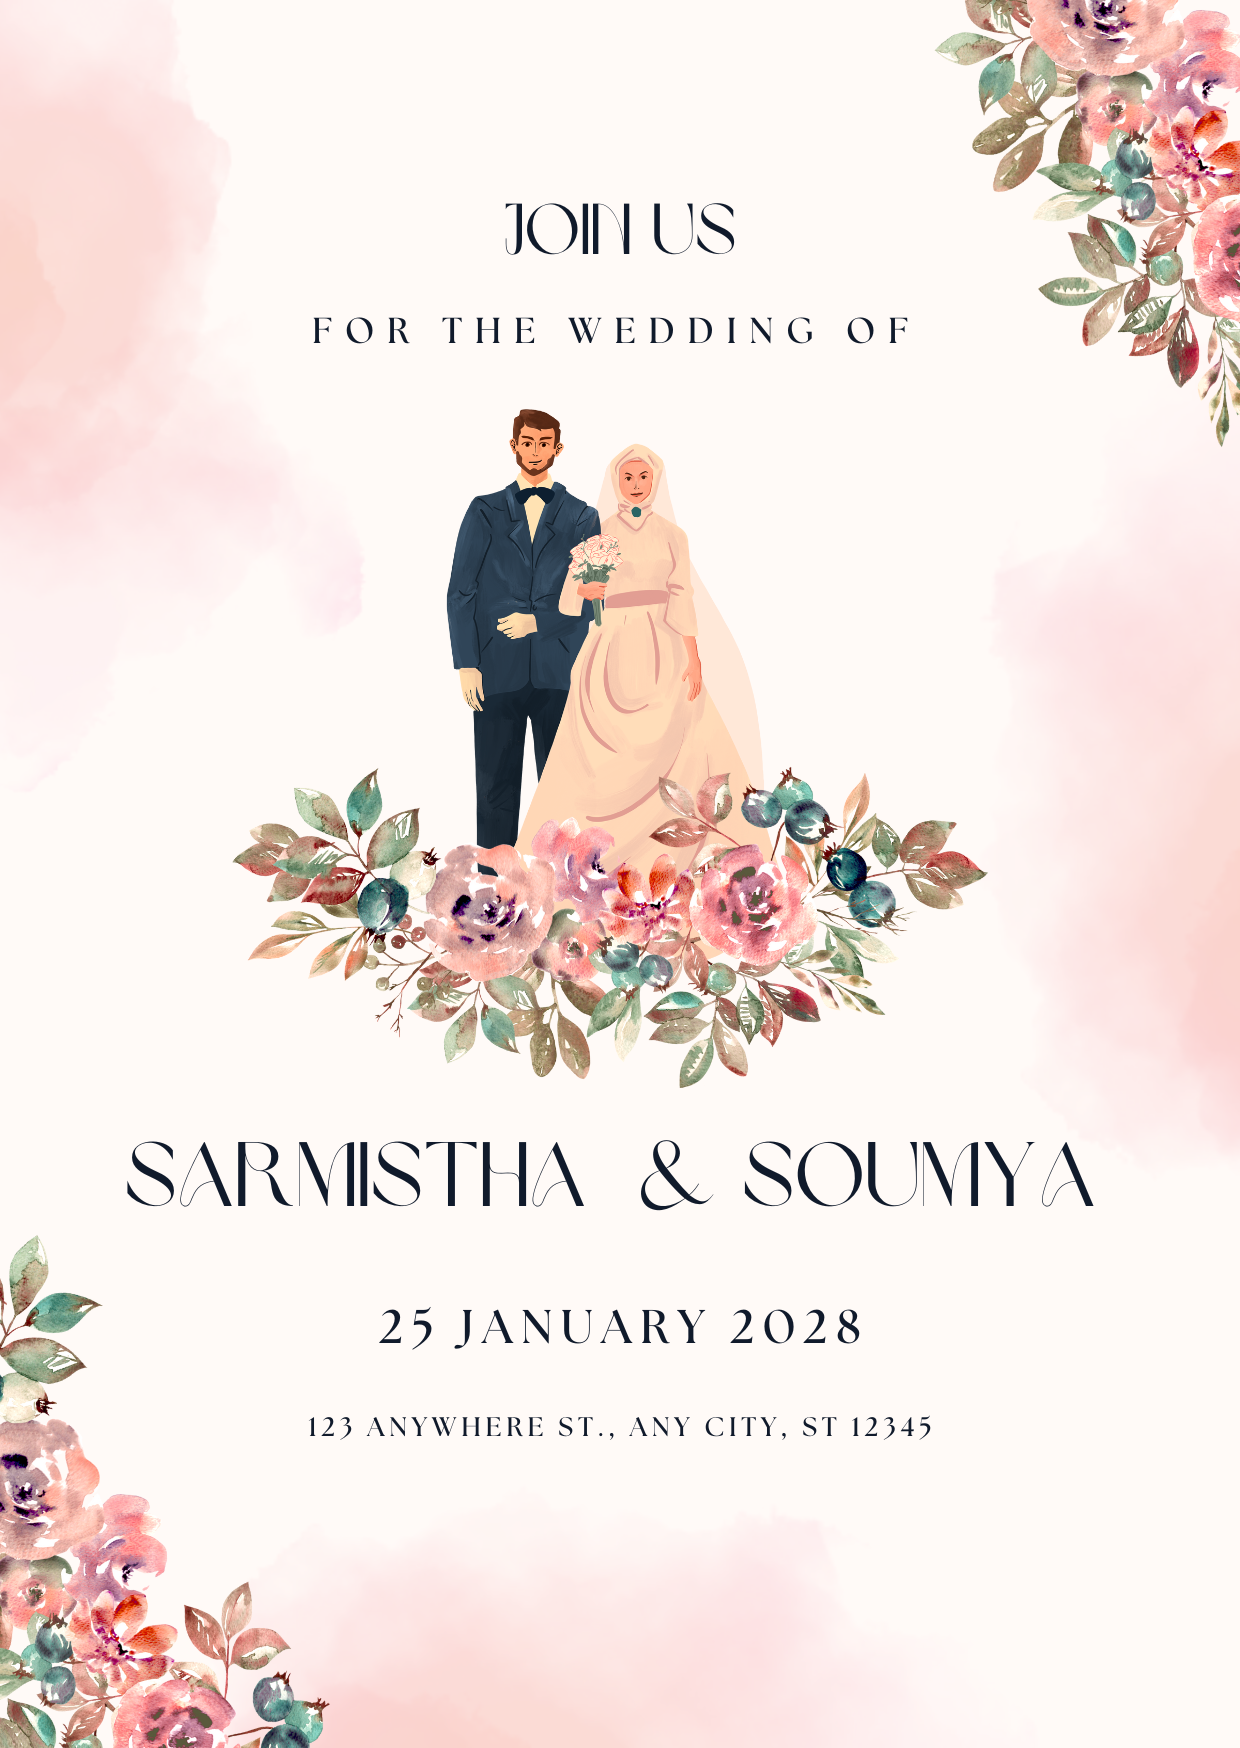 JOIN US
FOR THE WEDDING OF
SARMISTHA & SOUMYA
25 JANUARY 2028
123 ANYWHERE ST., ANY CITY, ST 12345